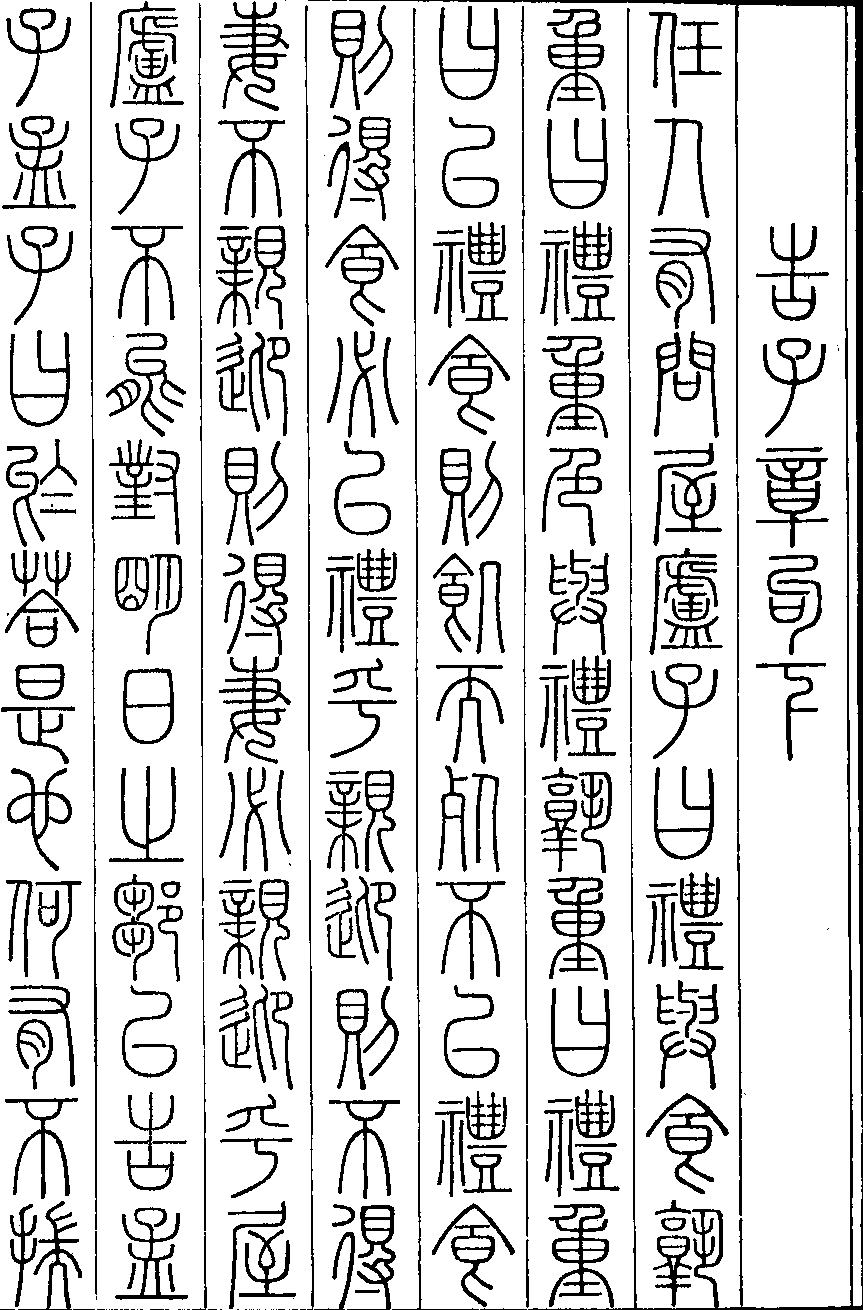 告子章句下
任人有問屋廬子曰禮與食孰
重曰禮重色與禮孰重曰禮重
曰以禮食則飢而死不以禮食
則得食必以禮乎親迎則不得
妻不親迎則得妻必親迎乎屋
廬子不能對明日之鄒以告孟
子孟子曰於荅是也何有不揣